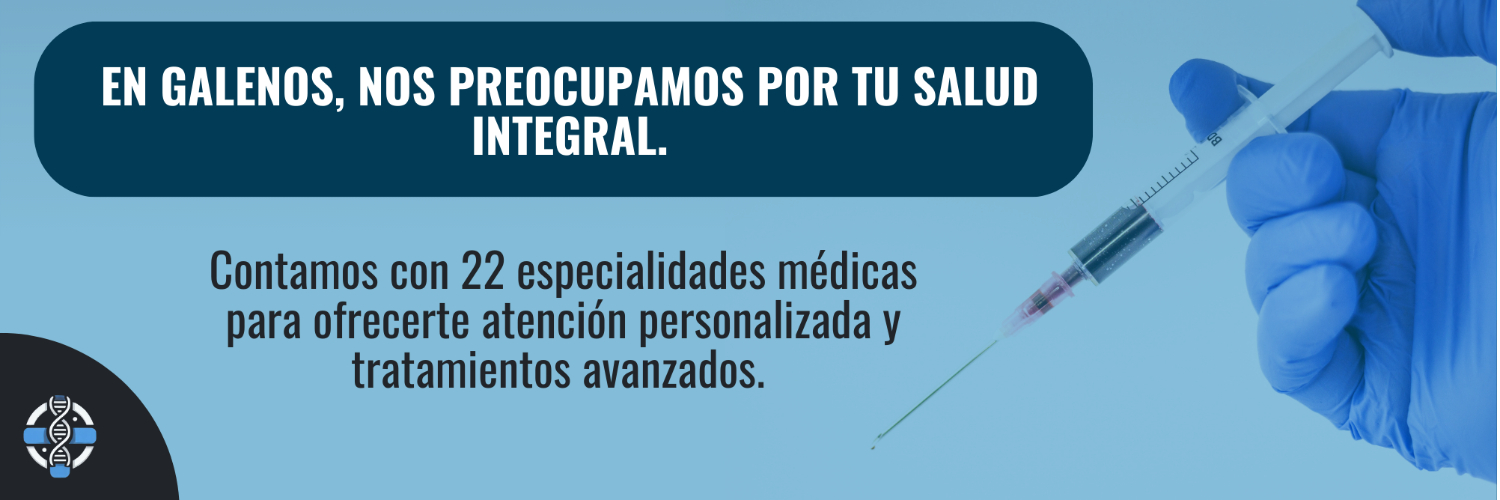 EN GALENOS, NOS PREOCUPAMOS POR TU SALUD
INTEGRAL.
Contamos con 22 especialidades médicas
para ofrecerte atención personalizada y
tratamientos avanzados.